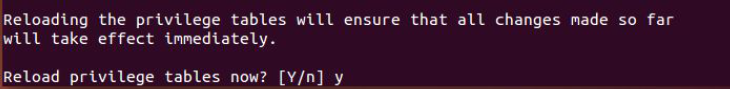 Reloading the privilege tables will ensure that all changes made so far
will take effect immediately.
Reload privilege tables now? [Y/n] y